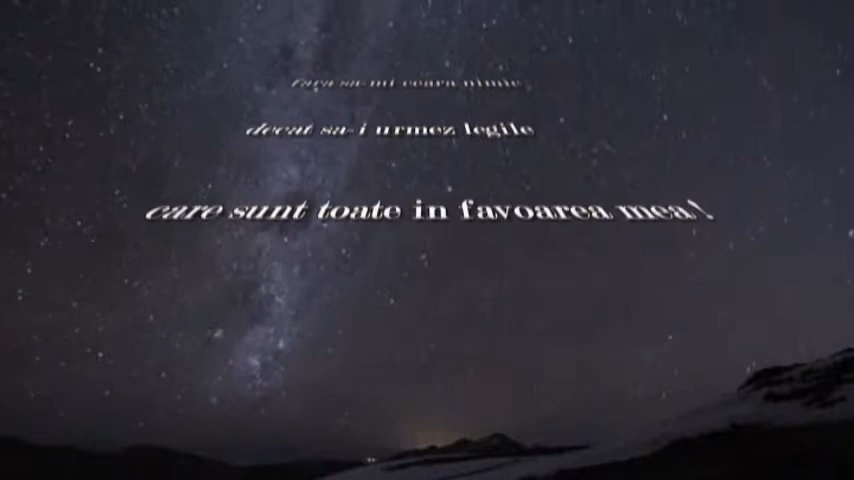 fara sa-mi ceara nimic
decat sa-i urmez legile
care sunt toate in favoarea mea!